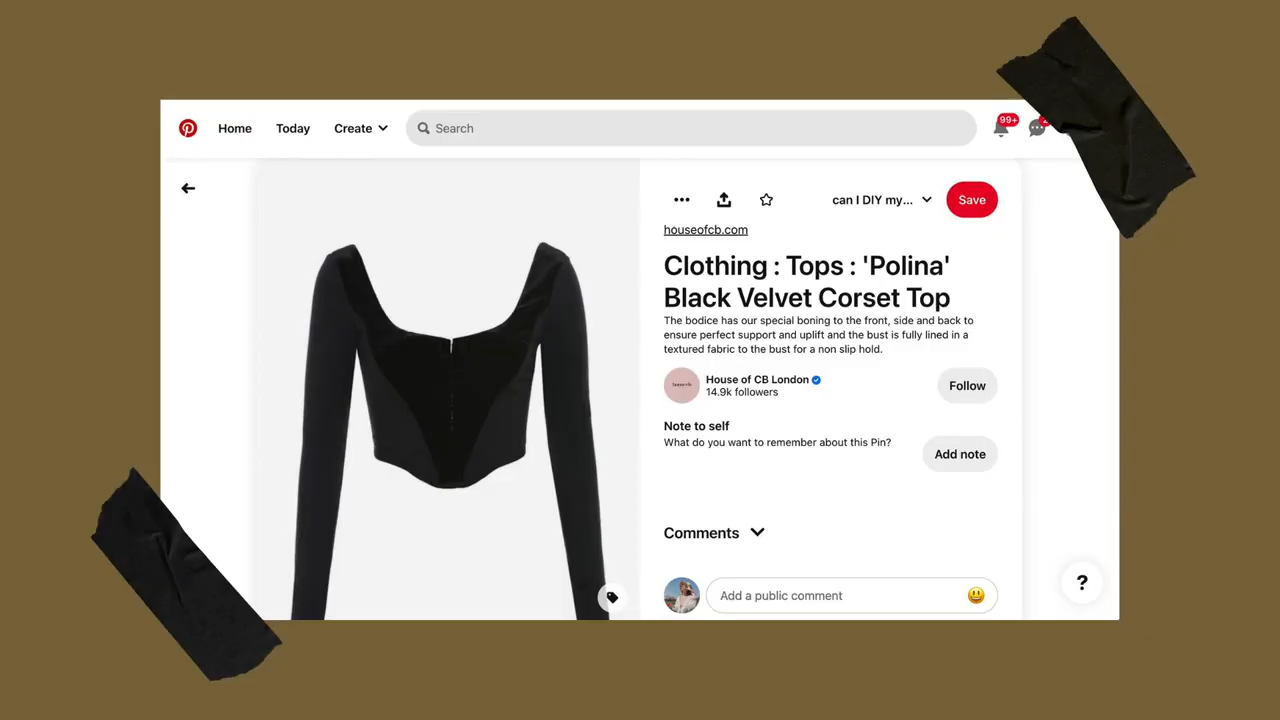 Home
Today
Create
Search
99+
can I DIY my...
Save
houseofcb.com
Clothing : Tops : 'Polina'
Black Velvet Corset Top
The bodice has our special boning to the front, side and back to
ensure perfect support and uplift and the bust is fully lined in a
textured fabric to the bust for a non slip hold.
House of CB London
14.9k followers
Follow
Note to self
What do you want to remember about this Pin?
Add note
Comments
Add a public comment
?